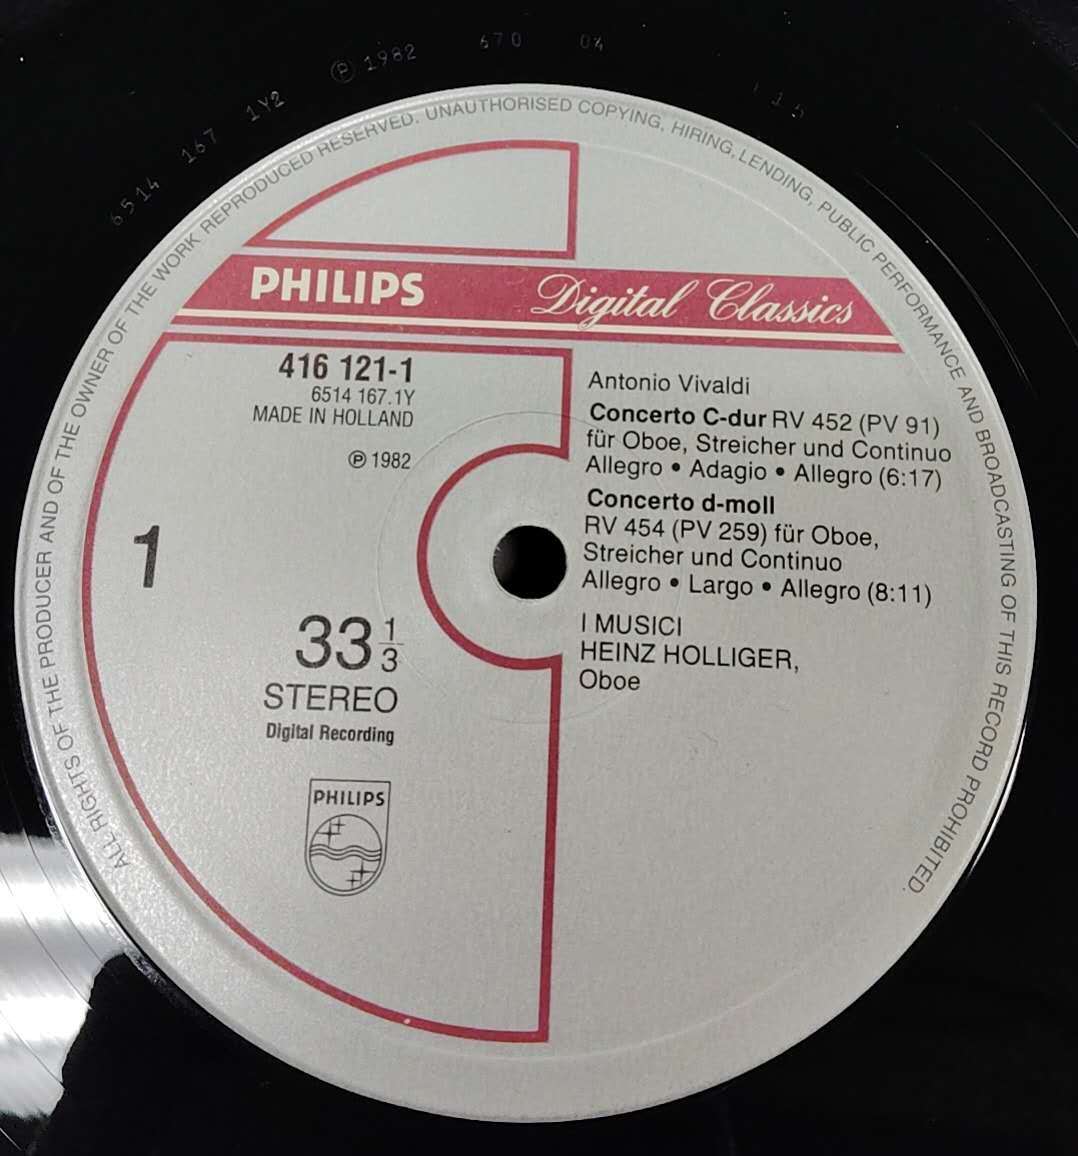 6514 167 1Y2 ℗ 1982 670 04 1 1 5
ALL RIGHTS OF THE PRODUCER AND OF THE OWNER OF THE WORK REPRODUCED RESERVED. UNAUTHORISED COPYING, HIRING, LENDING, PUBLIC PERFORMANCE AND BROADCASTING OF THIS RECORD PROHIBITED.
PHILIPS Digital Classics
416 121-1
6514 167.1Y
MADE IN HOLLAND
℗ 1982
1
33 1/3
STEREO
Digital Recording
PHILIPS
Antonio Vivaldi
Concerto C-dur RV 452 (PV 91)
für Oboe, Streicher und Continuo
Allegro • Adagio • Allegro (6:17)
Concerto d-moll
RV 454 (PV 259) für Oboe,
Streicher und Continuo
Allegro • Largo • Allegro (8:11)
I MUSICI
HEINZ HOLLIGER,
Oboe